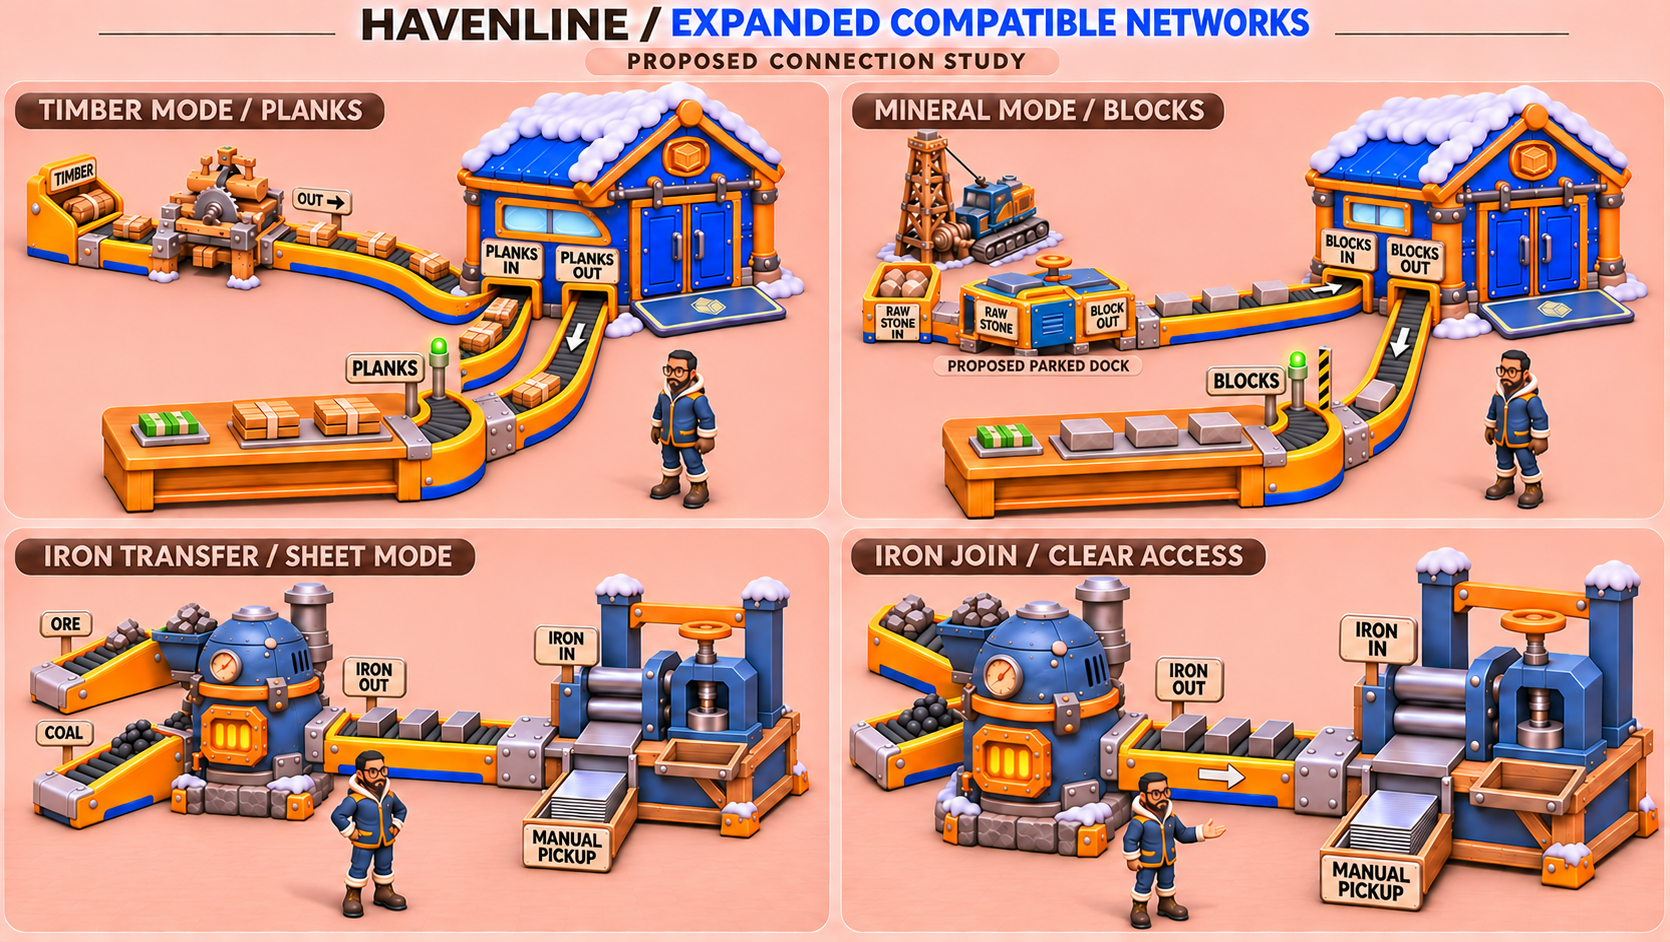 HAVENLINE / EXPANDED COMPATIBLE NETWORKS
PROPOSED CONNECTION STUDY
TIMBER MODE / PLANKS
TIMBER
OUT →
PLANKS
IN
PLANKS
OUT
PLANKS
MINERAL MODE / BLOCKS
RAW
STONE
IN
RAW
STONE
BLOCK
OUT
PROPOSED PARKED DOCK
BLOCKS
IN
BLOCKS
OUT
BLOCKS
IRON TRANSFER / SHEET MODE
ORE
COAL
IRON
OUT
IRON
IN
MANUAL
PICKUP
IRON JOIN / CLEAR ACCESS
IRON
OUT
IRON
IN
MANUAL
PICKUP